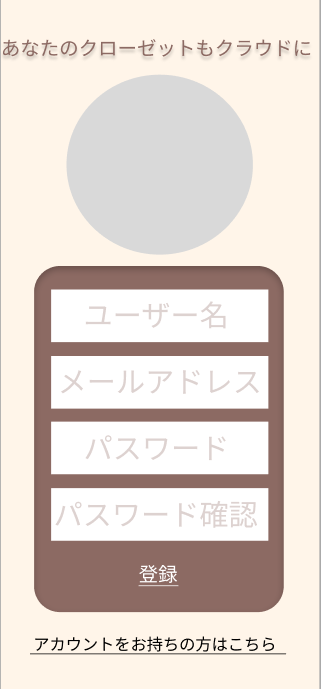 あなたのクローゼットもクラウドに
ユーザー名
メールアドレス
パスワード
パスワード確認
登録
アカウントをお持ちの方はこちら